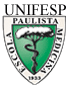 UNIFESP
PAULISTA
ESCOLA
MEDICINA
1933